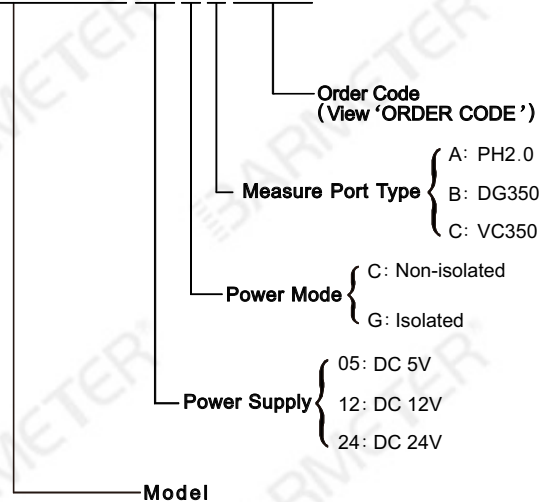 Order Code
(View ‘ORDER CODE’)
A: PH2.0
Measure Port Type
B: DG350
C: VC350
C: Non-isolated
Power Mode
G: Isolated
05: DC 5V
Power Supply
12: DC 12V
24: DC 24V
Model